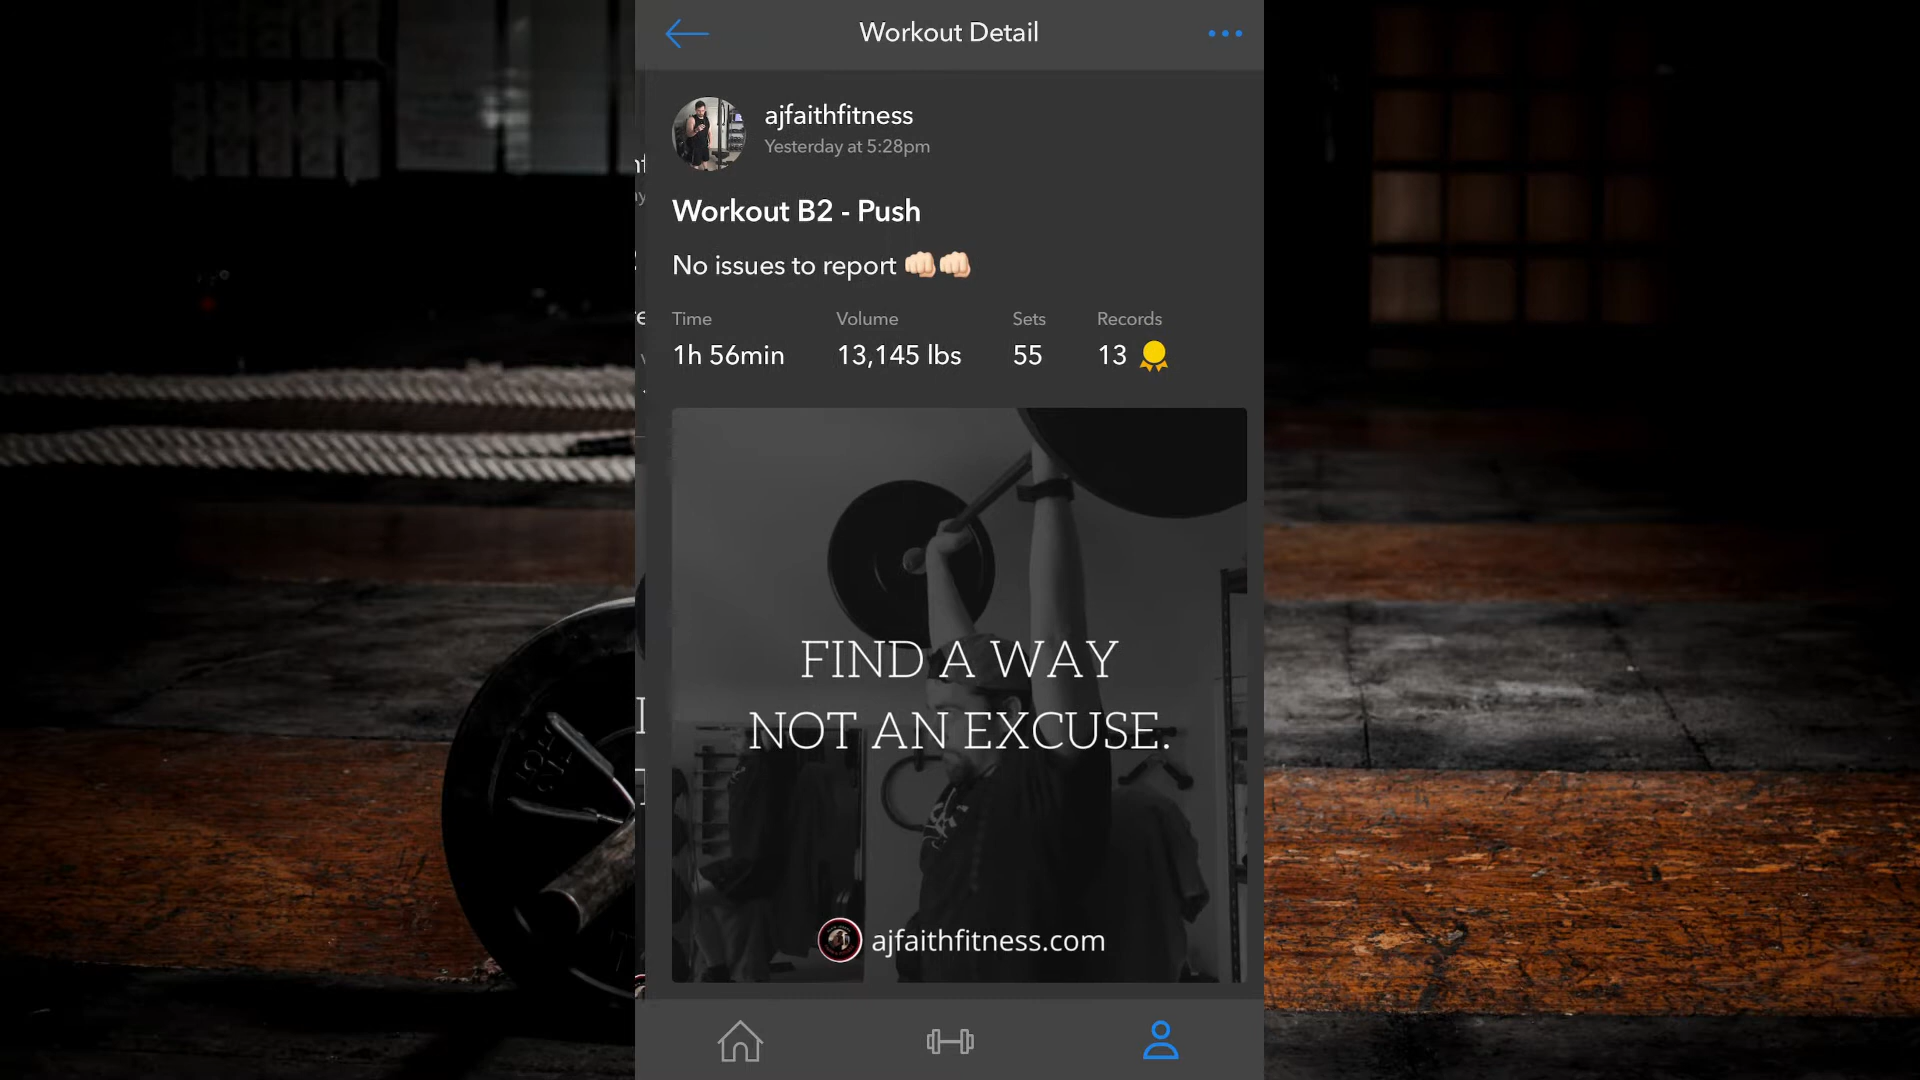 Workout Detail
ajfaithfitness
Yesterday at 5:28pm
Workout B2 - Push
No issues to report 👊🏻👊🏻
Time Volume Sets Records
1h 56min 13,145 lbs 55 13
FIND A WAY
NOT AN EXCUSE.
ajfaithfitness.com